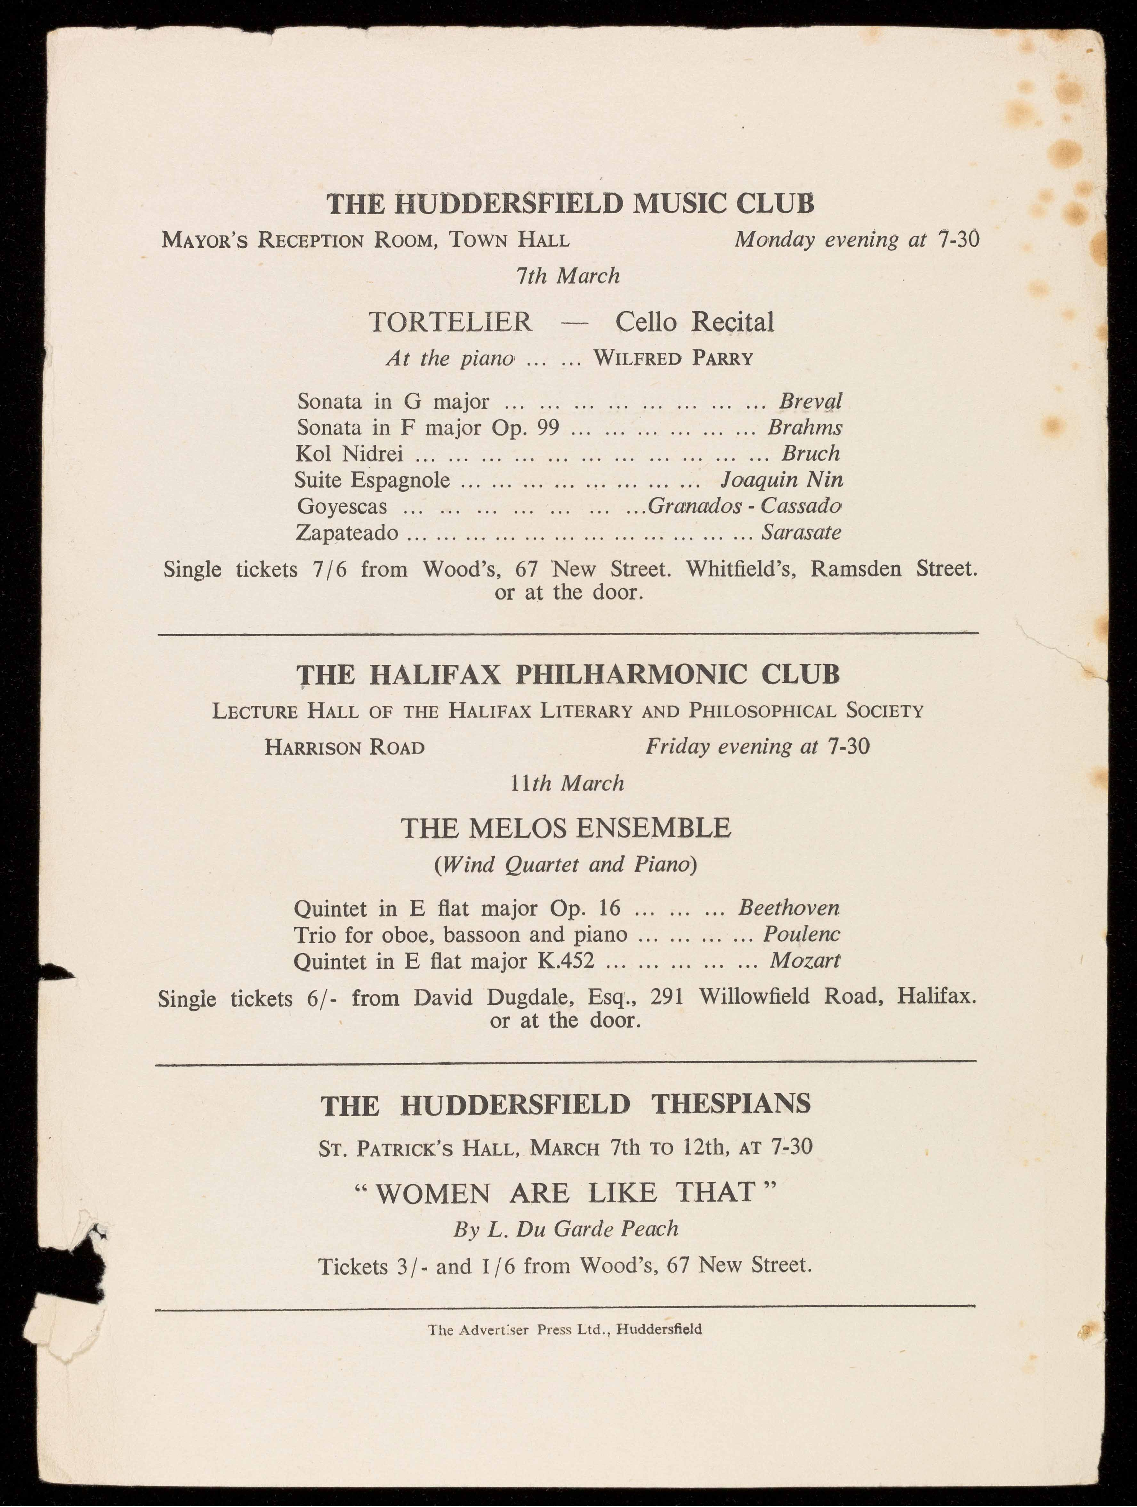 THE HUDDERSFIELD MUSIC CLUB
MAYOR'S RECEPTION ROOM, TOWN HALL Monday evening at 7-30
7th March
TORTELIER — Cello Recital
At the piano ... ... WILFRED PARRY
Sonata in G major ... ... ... ... ... ... ... ... Breval
Sonata in F major Op. 99 ... ... ... ... ... ... Brahms
Kol Nidrei ... ... ... ... ... ... ... ... ... ... ... Bruch
Suite Espagnole ... ... ... ... ... ... ... ... Joaquin Nin
Goyescas ... ... ... ... ... ... ... ...Granados - Cassado
Zapateado ... ... ... ... ... ... ... ... ... ... ... ... Sarasate
Single tickets 7/6 from Wood's, 67 New Street. Whitfield's, Ramsden Street.
or at the door.
THE HALIFAX PHILHARMONIC CLUB
LECTURE HALL OF THE HALIFAX LITERARY AND PHILOSOPHICAL SOCIETY
HARRISON ROAD Friday evening at 7-30
11th March
THE MELOS ENSEMBLE
(Wind Quartet and Piano)
Quintet in E flat major Op. 16 ... ... ... Beethoven
Trio for oboe, bassoon and piano ... ... ... ... Poulenc
Quintet in E flat major K.452 ... ... ... ... ... Mozart
Single tickets 6/- from David Dugdale, Esq., 291 Willowfield Road, Halifax.
or at the door.
THE HUDDERSFIELD THESPIANS
ST. PATRICK'S HALL, MARCH 7th TO 12th, AT 7-30
“WOMEN ARE LIKE THAT”
By L. Du Garde Peach
Tickets 3/- and 1/6 from Wood's, 67 New Street.
The Advertiser Press Ltd., Huddersfield